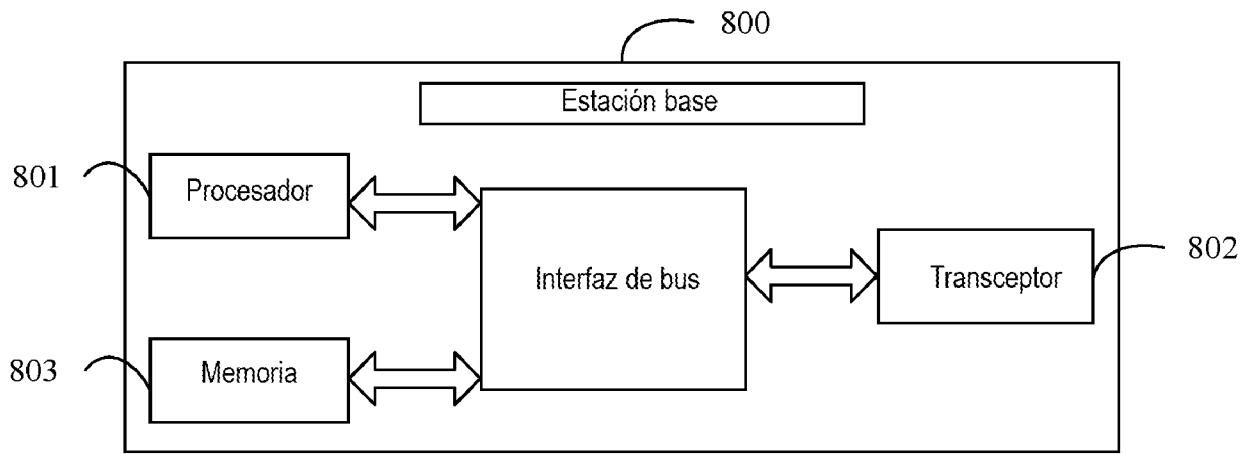 800
Estación base
801
Procesador
Interfaz de bus
Transceptor
802
803
Memoria